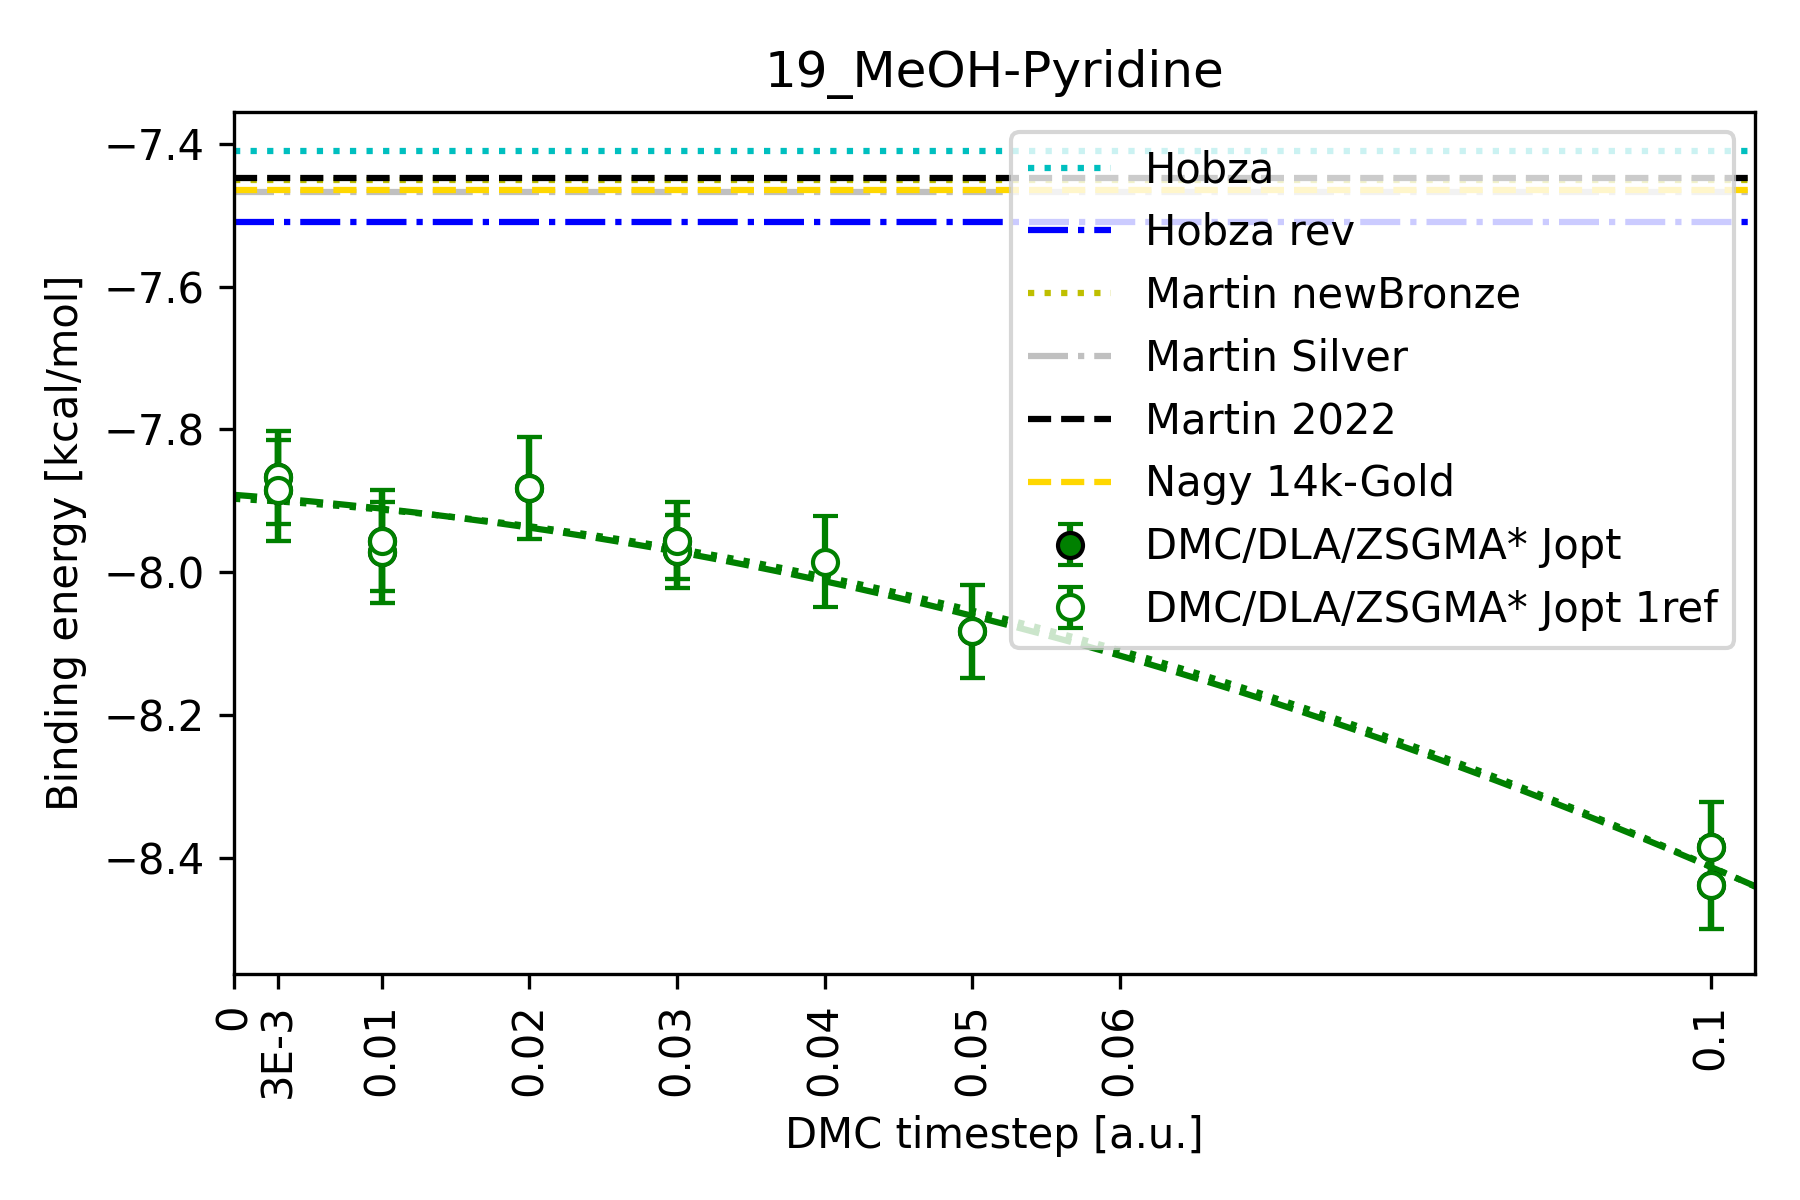 19_MeOH-Pyridine
Binding energy [kcal/mol]
−7.4
−7.6
−7.8
−8.0
−8.2
−8.4
Hobza
Hobza rev
Martin newBronze
Martin Silver
Martin 2022
Nagy 14k-Gold
DMC/DLA/ZSGMA* Jopt
DMC/DLA/ZSGMA* Jopt 1ref
0
3E-3
0.01
0.02
0.03
0.04
0.05
0.06
0.1
DMC timestep [a.u.]